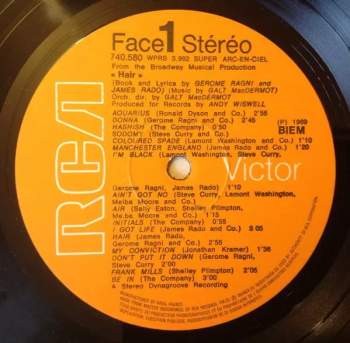 Face 1 Stéréo
740.580 WPRS 5.992 SUPER ARC-EN-CIEL
From the Broadway Musical Production
« Hair »
(Book and Lyrics by GEROME RAGNI and
JAMES RADO) (Music by GALT MacDERMOT)
Orch. dir. by GALT MacDERMOT
Produced for Records by ANDY WISWELL
AQUARIUS (Ronald Dyson and Co.) 2'56
DONNA (Gerome Ragni and Co.) 2'45
HASHISH (The Company) 0'50
SODOMY (Steve Curry and Co.)
COLOURED SPADE (Lamont Washington and Co.) 1'10
MANCHESTER ENGLAND (James Rado and Co.) 1'20
I'M BLACK (Lamont Washington, Steve Curry,
(P) 1969
BIEM
RCA
Victor
Gerome Ragni, James Rado) 1'10
AIN'T GOT NO (Steve Curry, Lamont Washington,
Melba Moore and Co.)
AIR (Sally Eaton, Shelley Plimpton,
Melba Moore and Co.) 1'15
INITIALS (The Company) 0'55
I GOT LIFE (James Rado and Co.) 3'05
HAIR (James Rado,
Gerome Ragni and Co.) 2'55
MY CONVICTION (Jonathan Kramer) 1'36
DON'T PUT IT DOWN (Gerome Ragni,
Steve Curry and Co.) 2'00
FRANK MILLS (Shelley Plimpton) 2'05
BE IN (The Company) 3'00
A Stereo Dynagroove Recording